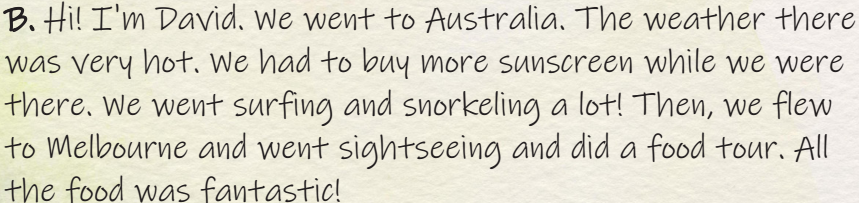 B. Hi! I'm David. We went to Australia. The weather there
was very hot. We had to buy more sunscreen while we were
there. We went surfing and snorkeling a lot! Then, we flew
to Melbourne and went sightseeing and did a food tour. All
the food was fantastic!